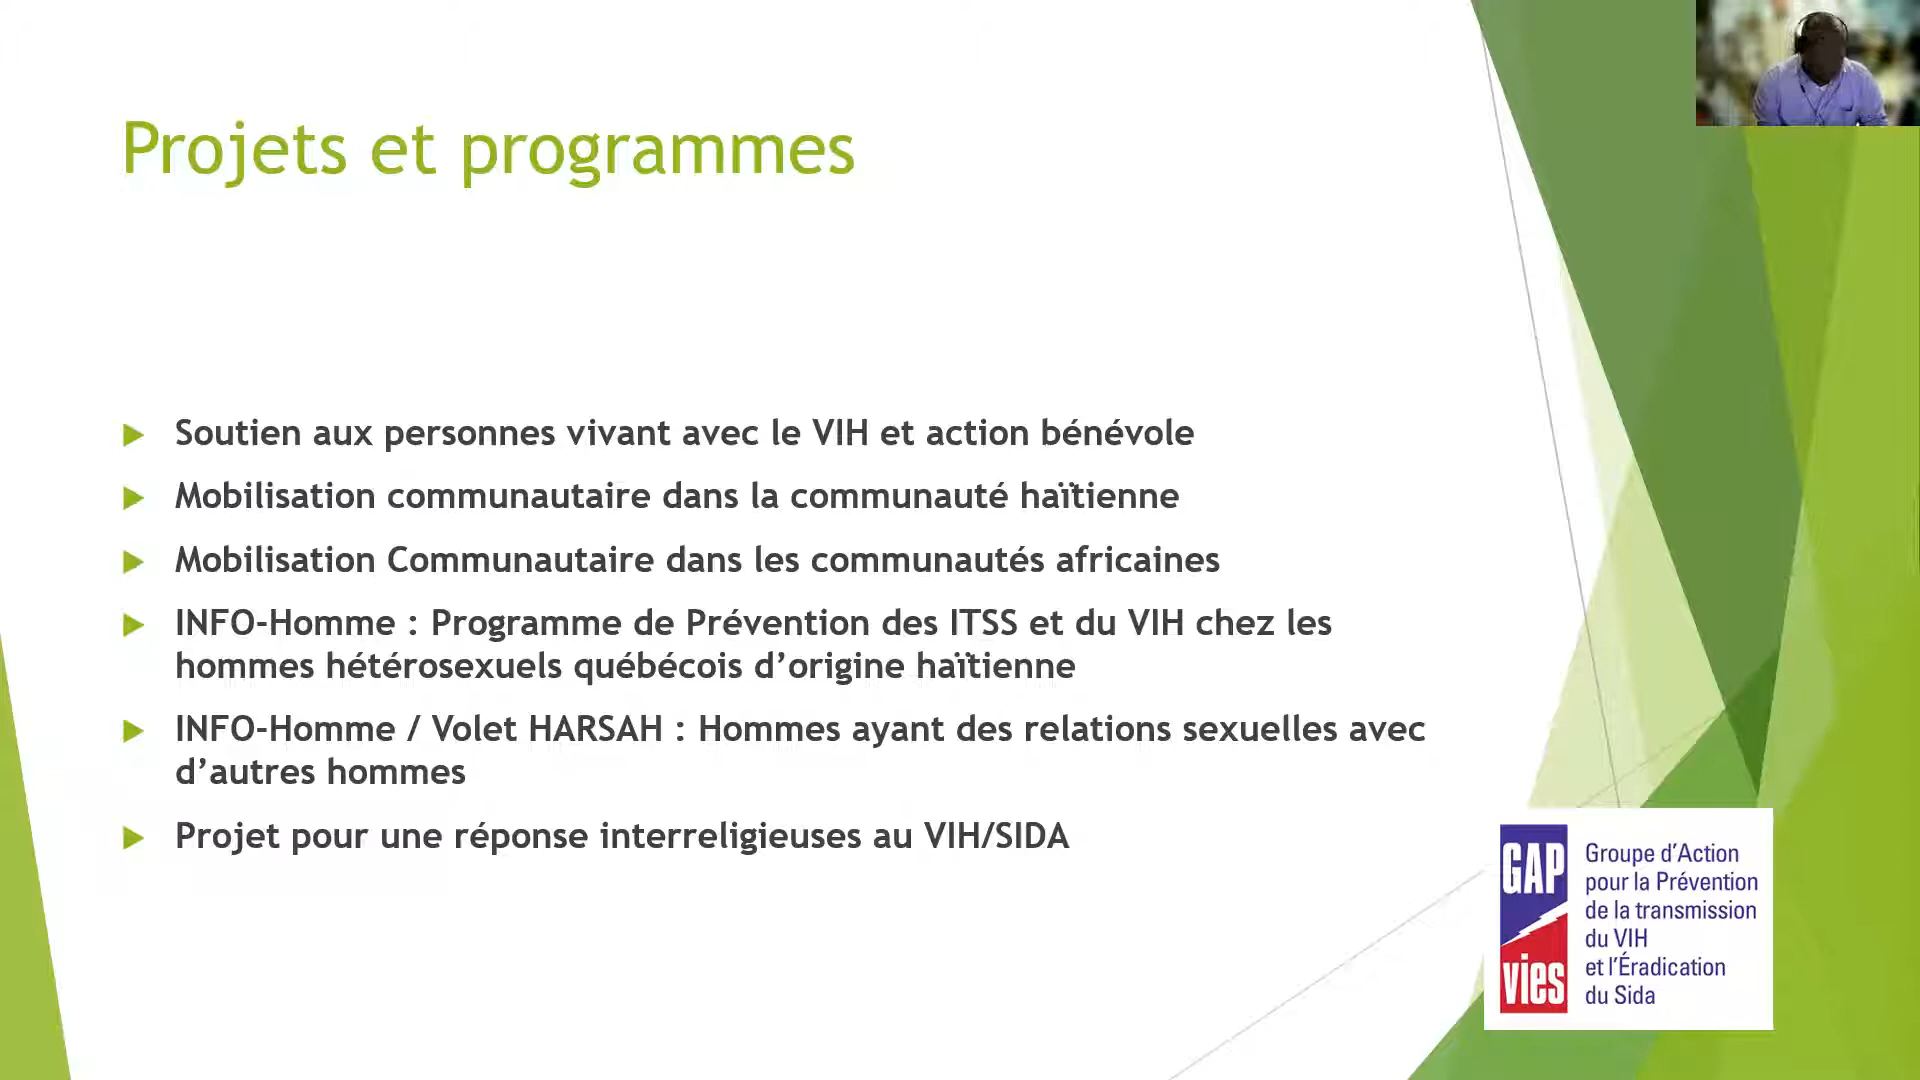 Projets et programmes
Soutien aux personnes vivant avec le VIH et action bénévole
Mobilisation communautaire dans la communauté haïtienne
Mobilisation Communautaire dans les communautés africaines
INFO-Homme : Programme de Prévention des ITSS et du VIH chez les
hommes hétérosexuels québécois d’origine haïtienne
INFO-Homme / Volet HARSAH : Hommes ayant des relations sexuelles avec
d’autres hommes
Projet pour une réponse interreligieuses au VIH/SIDA
GAP
vies
Groupe d’Action
pour la Prévention
de la transmission
du VIH
et l’Éradication
du Sida